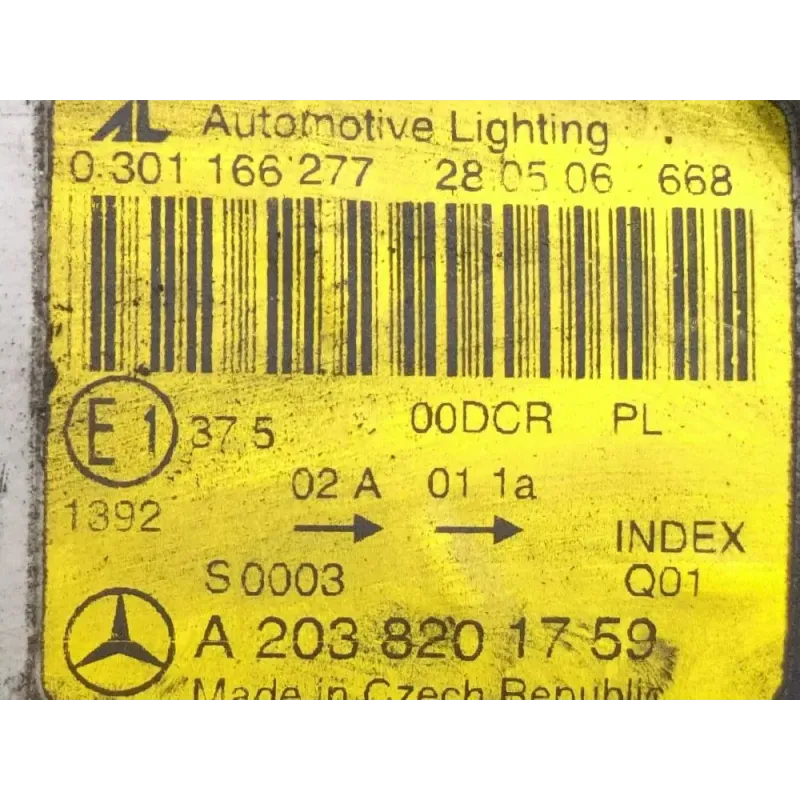 AL Automotive Lighting
0 301 166 277 28 05 06 668
E1 37 5 00DCR PL
02 A 01 1a
1392
INDEX
S 0003 Q01
A 203 820 17 59
Made in Czech Republic